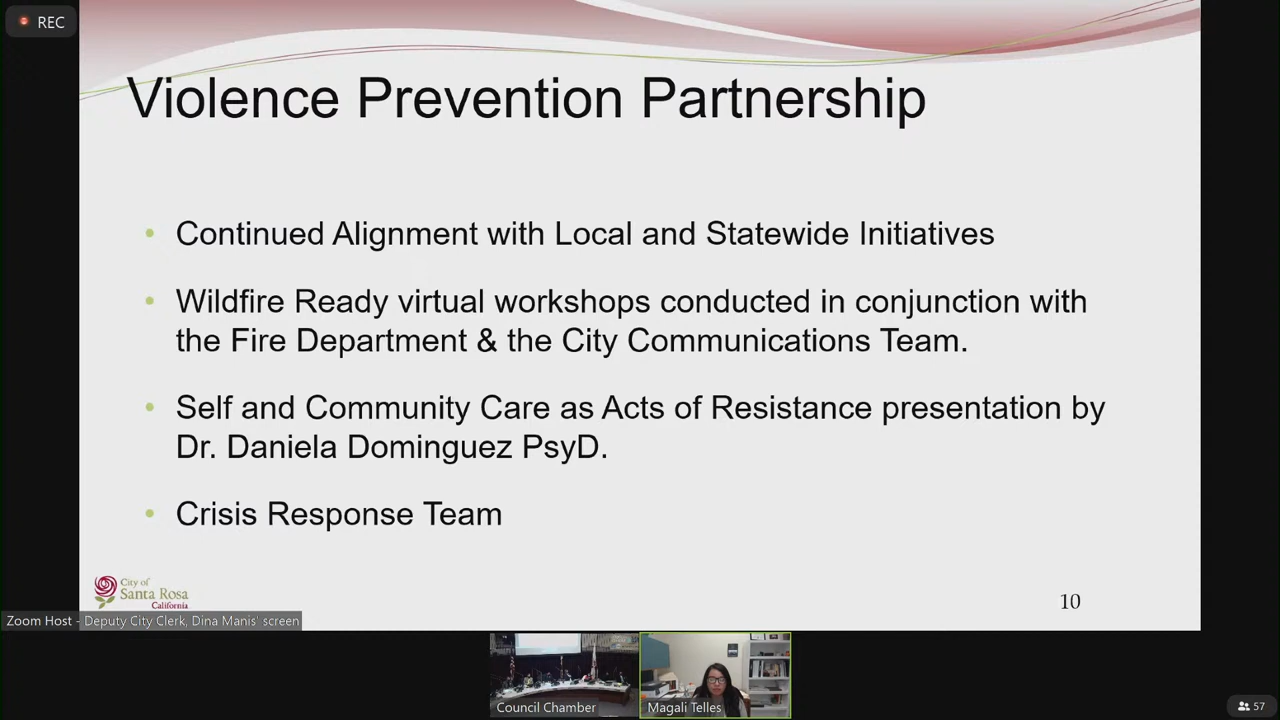 REC
Violence Prevention Partnership
• Continued Alignment with Local and Statewide Initiatives
• Wildfire Ready virtual workshops conducted in conjunction with
the Fire Department & the City Communications Team.
• Self and Community Care as Acts of Resistance presentation by
Dr. Daniela Dominguez PsyD.
• Crisis Response Team
City of
Santa Rosa
California
10
Zoom Host - Deputy City Clerk, Dina Manis' screen
Council Chamber
Magali Telles
57